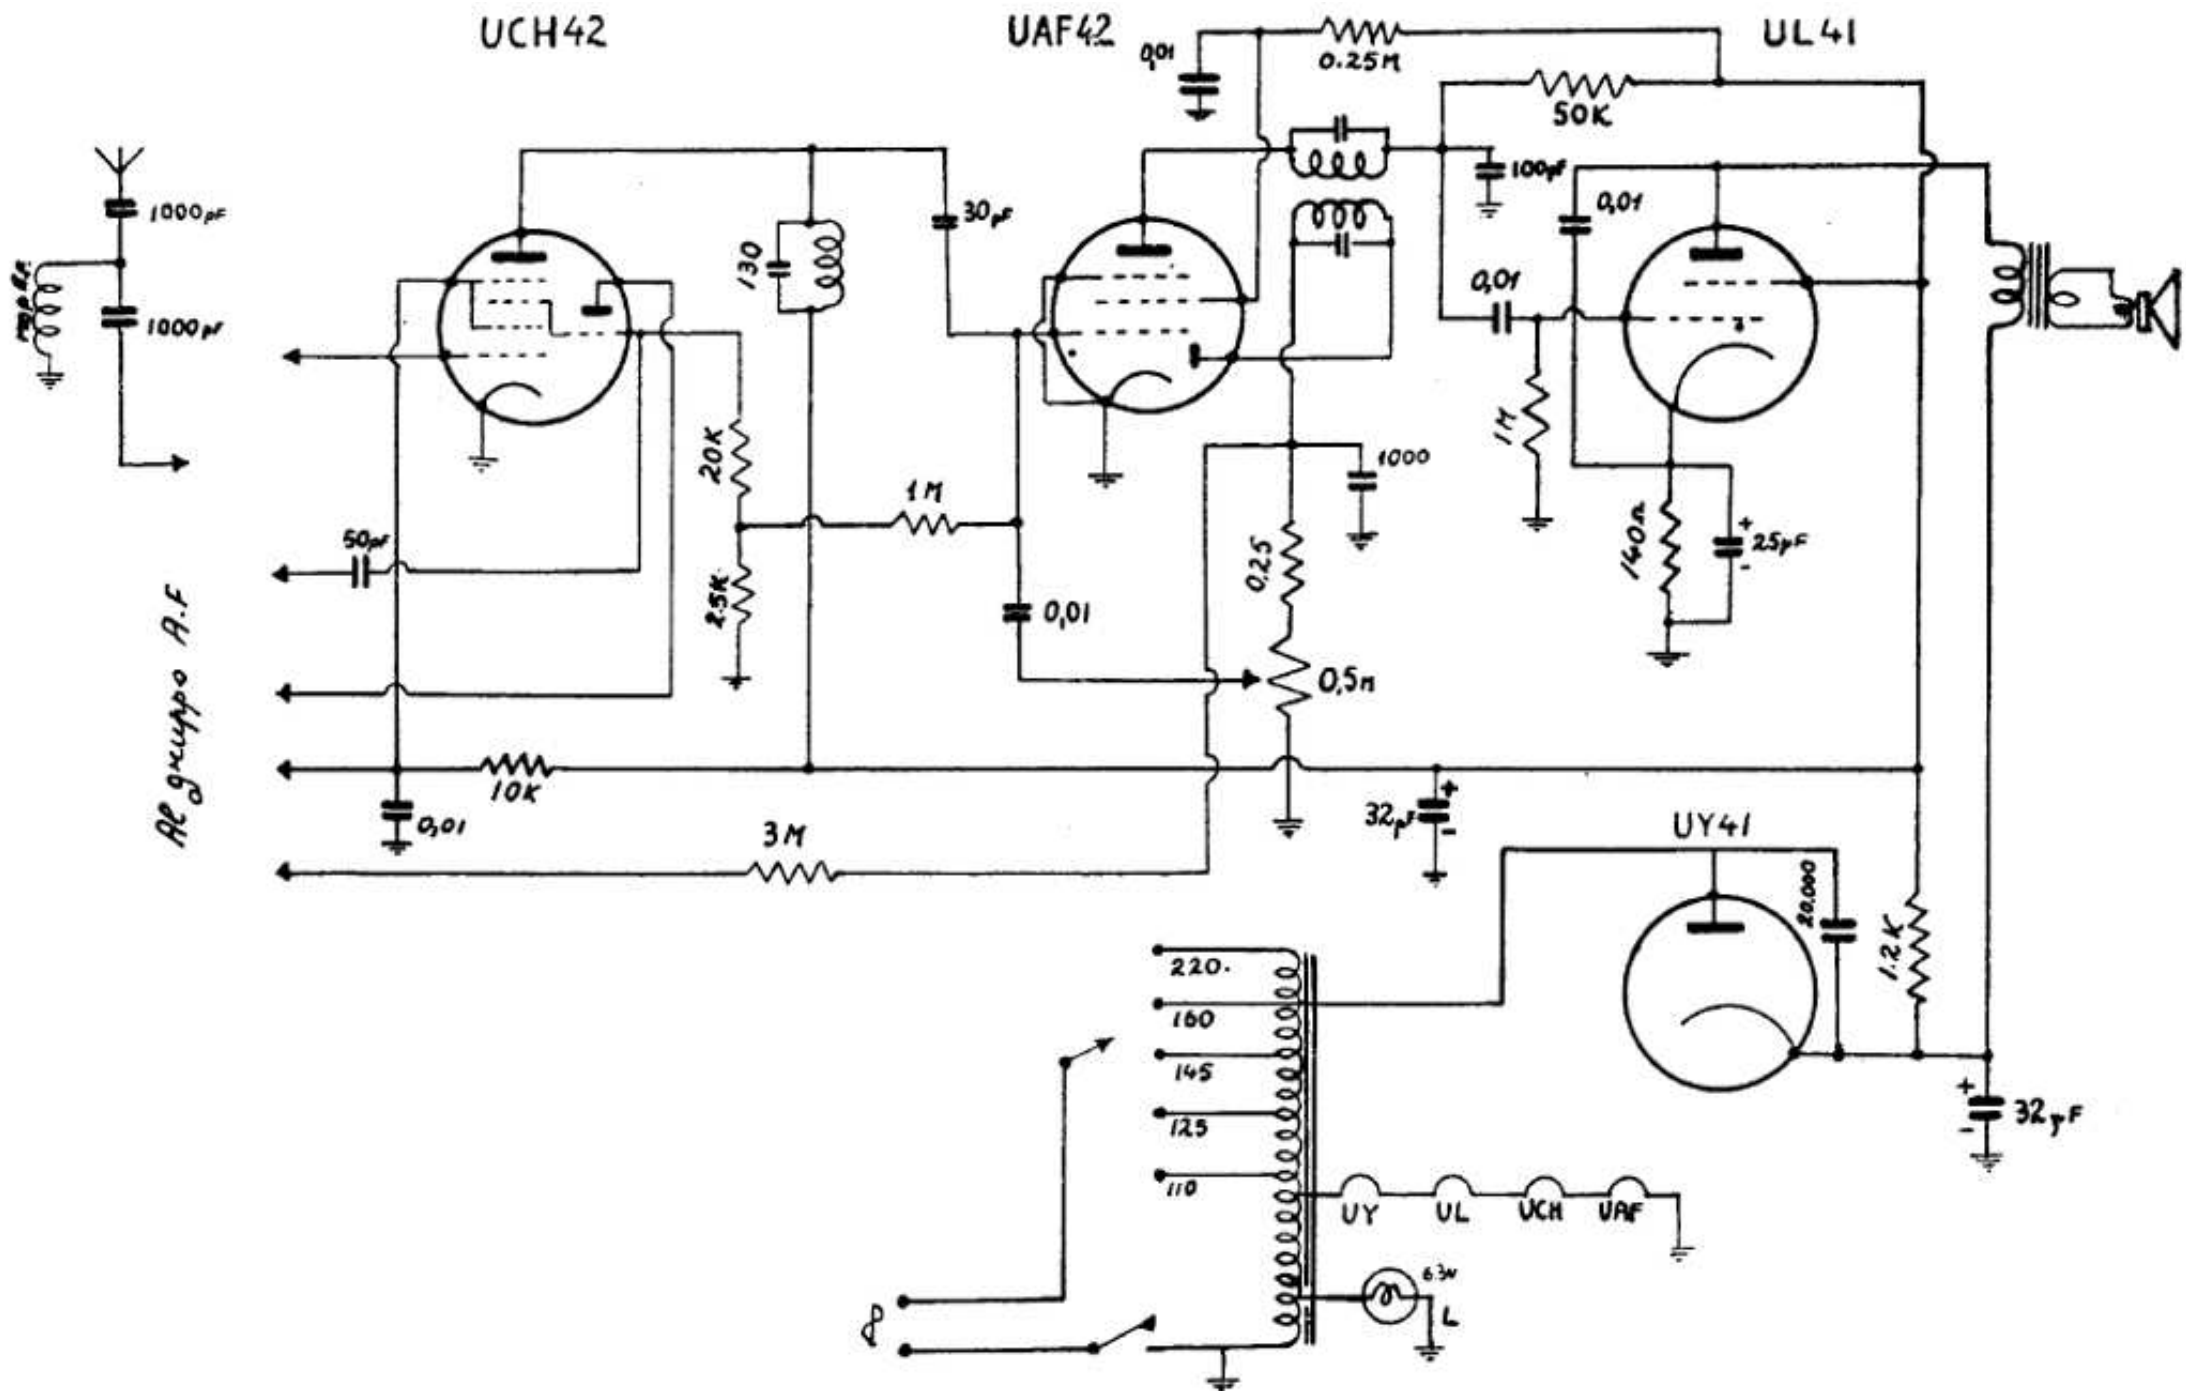 UCH42
UAF42
UL41
0,01
0.25M
50K
1000pF
1000pF
130
30pF
100pF
0,01
0,01
1M
20K
1M
1000
140Ω
+
25µF
-
50pF
2.5K
0,01
0.25
0,5M
Al gruppo A.F
10K
0,01
3M
32µF
+
-
UY41
20.000
1.2K
220.
160
145
125
110
+
32µF
-
UY
UL
UCH
UAF
6.3v
L